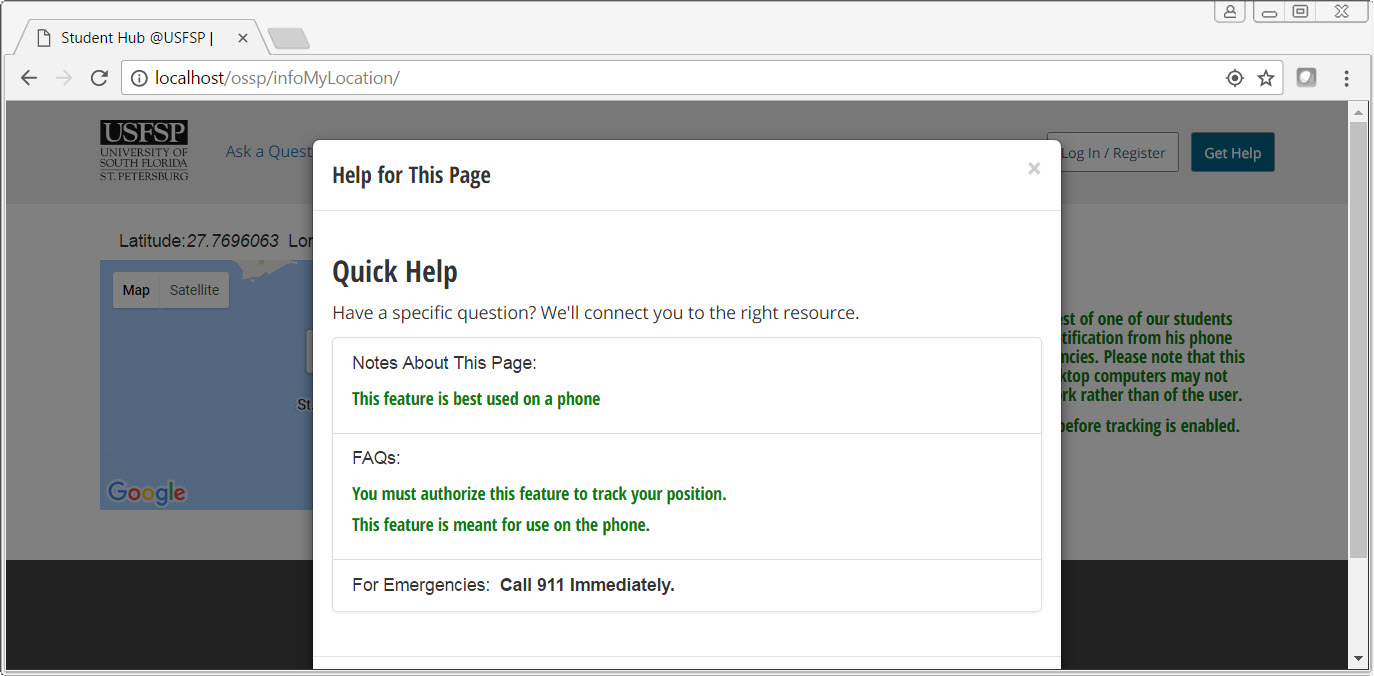 Student Hub @USFSP |
localhost/ossp/infoMyLocation/
USFSP
UNIVERSITY OF
SOUTH FLORIDA
ST. PETERSBURG
Ask a Quest
Log In / Register
Get Help
Help for This Page
×
Latitude:27.7696063 Lon
Map
Satellite
St.
Google
Quick Help
Have a specific question? We'll connect you to the right resource.
Notes About This Page:
This feature is best used on a phone
FAQs:
You must authorize this feature to track your position.
This feature is meant for use on the phone.
For Emergencies: Call 911 Immediately.
est of one of our students
tification from his phone
ncies. Please note that this
ktop computers may not
rk rather than of the user.
before tracking is enabled.